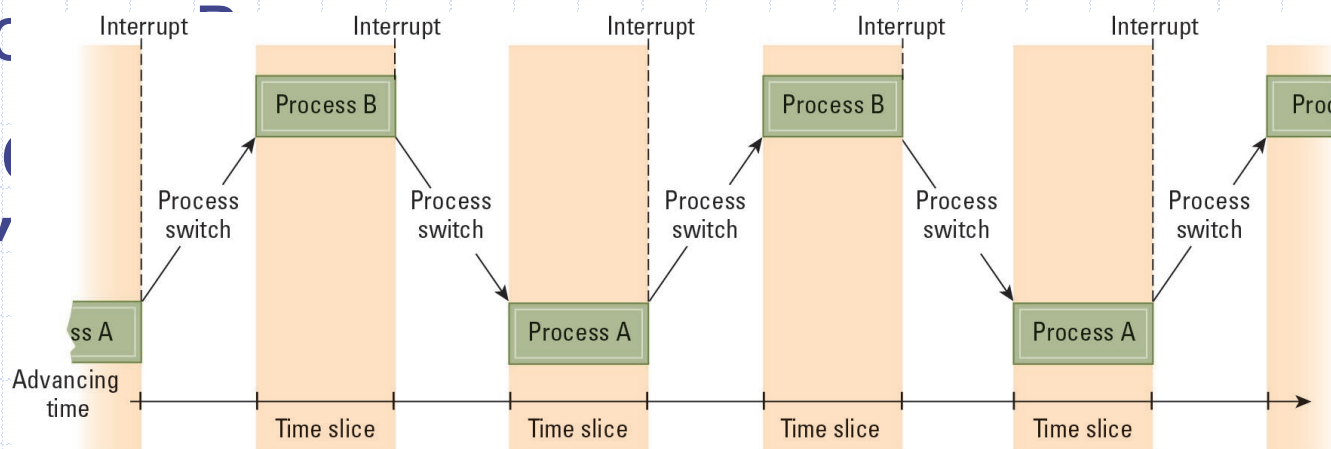 Interrupt
Interrupt
Interrupt
Interrupt
Interrupt
Process B
Process B
Proc
Process
switch
Process
switch
Process
switch
Process
switch
Process
switch
ss A
Process A
Process A
Advancing
time
Time slice
Time slice
Time slice
Time slice